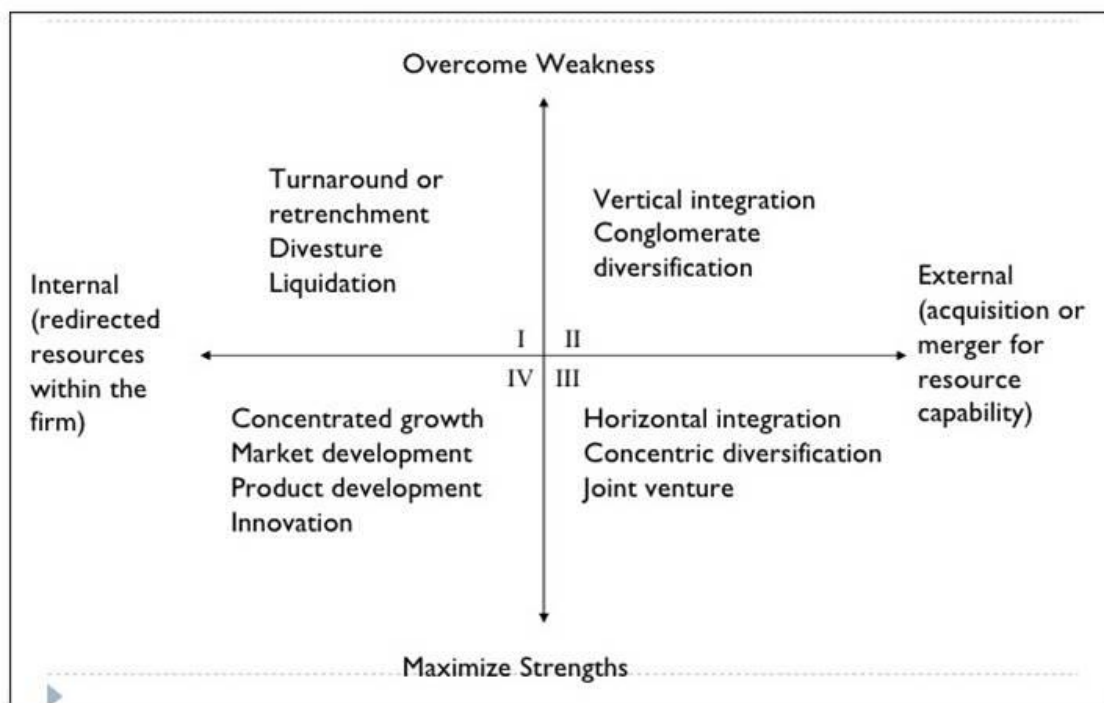 Overcome Weakness
Turnaround or
retrenchment
Divesture
Liquidation
Vertical integration
Conglomerate
diversification
Internal
(redirected
resources
within the
firm)
External
(acquisition or
merger for
resource
capability)
I II
IV III
Concentrated growth
Market development
Product development
Innovation
Horizontal integration
Concentric diversification
Joint venture
Maximize Strengths